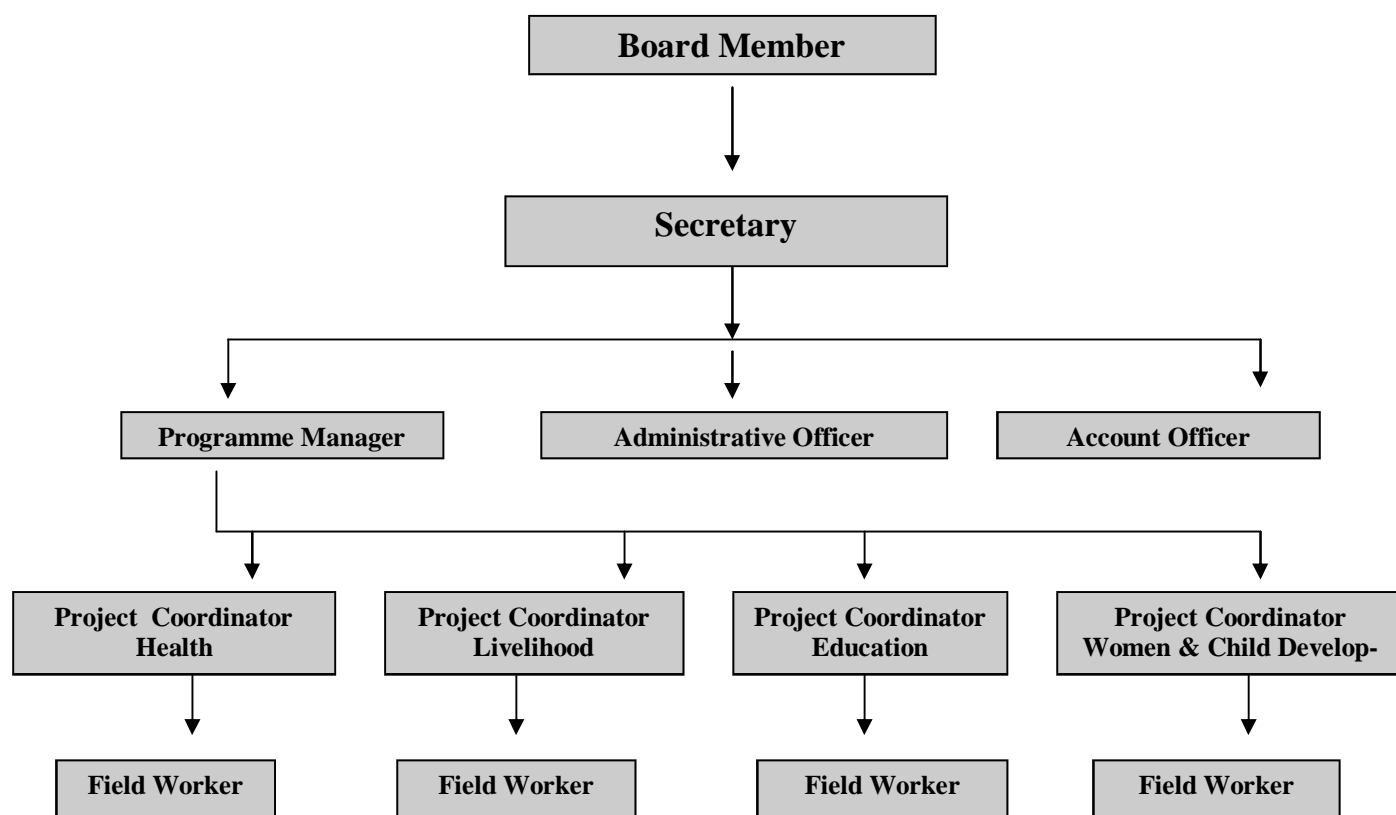 Board Member
Secretary
Programme Manager
Administrative Officer
Account Officer
Project Coordinator
Health
Project Coordinator
Livelihood
Project Coordinator
Education
Project Coordinator
Women & Child Develop-
Field Worker
Field Worker
Field Worker
Field Worker